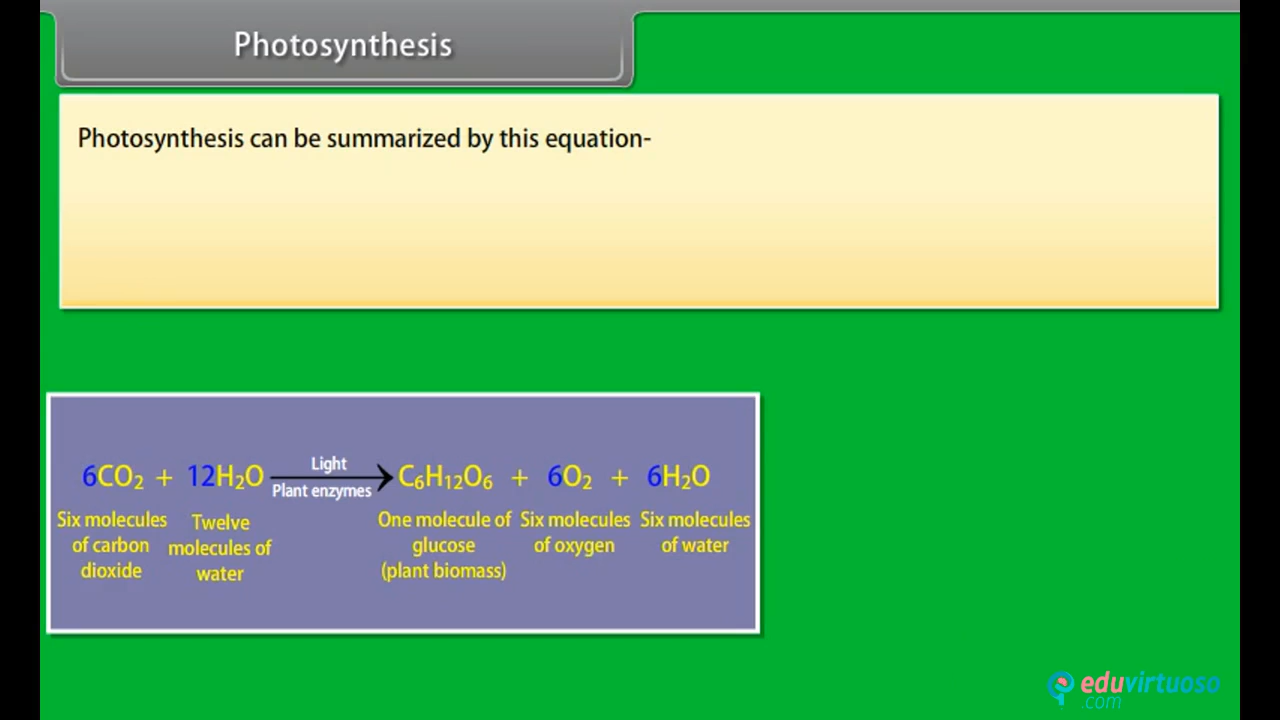 Photosynthesis
Photosynthesis can be summarized by this equation-
6CO₂ + 12H₂O Light Plant enzymes C₆H₁₂O₆ + 6O₂ + 6H₂O
Six molecules of carbon dioxide
Twelve molecules of water
One molecule of glucose (plant biomass)
Six molecules of oxygen
Six molecules of water
eduvirtuoso
.com